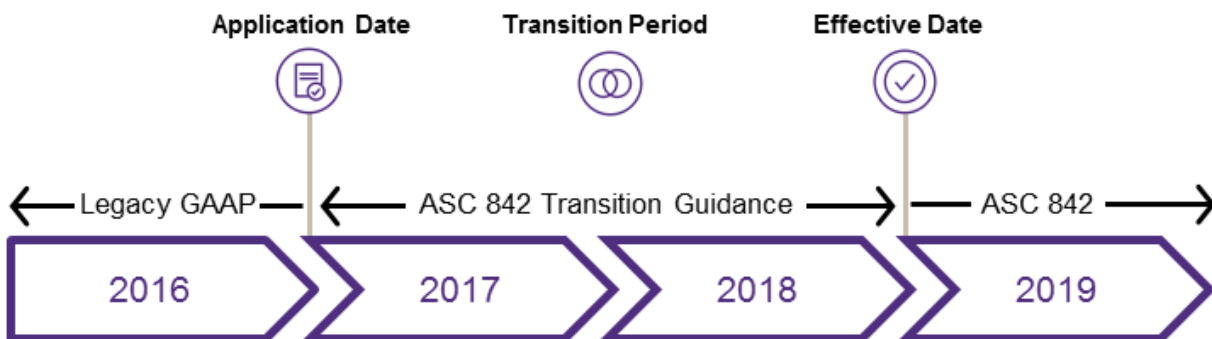 Application Date
Transition Period
Effective Date
Legacy GAAP
ASC 842 Transition Guidance
ASC 842
2016
2017
2018
2019